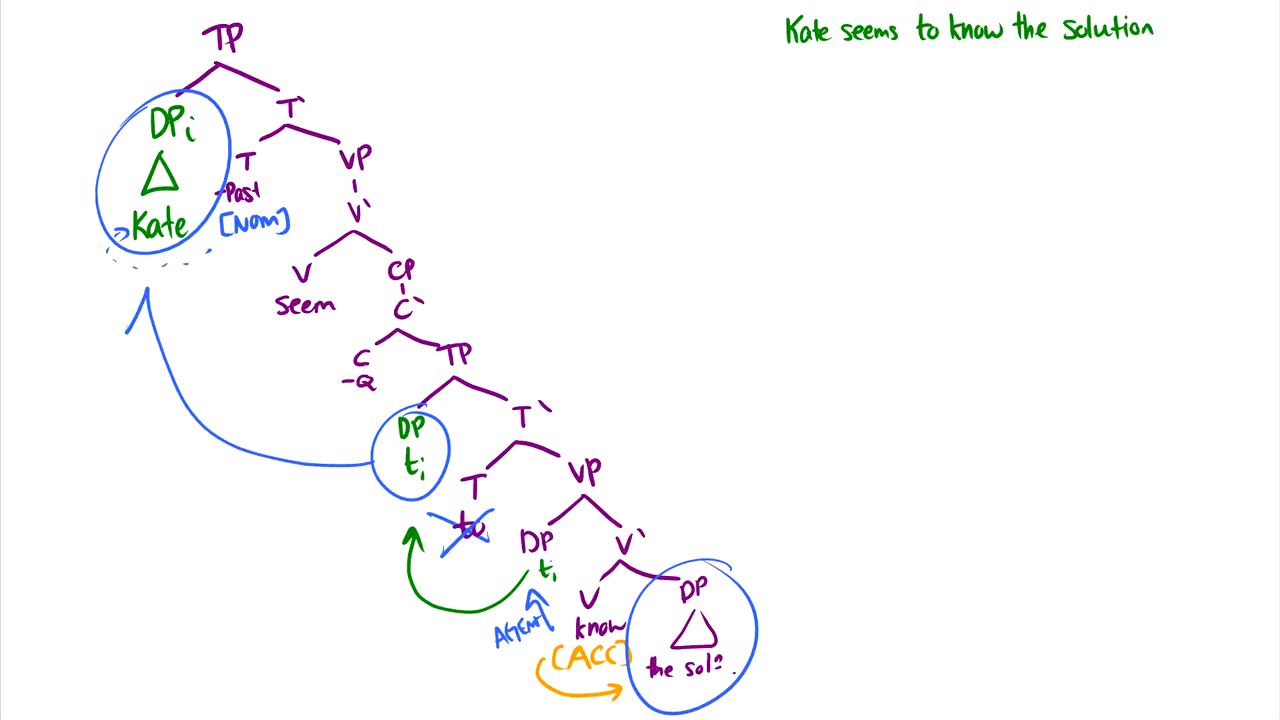 Kate seems to know the solution
TP
DPi
T`
T
VP
-Past
[Nom]
Kate
V`
V
CP
seem
C`
C
TP
-Q
DP
ti
T`
T
VP
to
DP
V`
ti
V
DP
AGENT
know
[ACC]
the sol?.